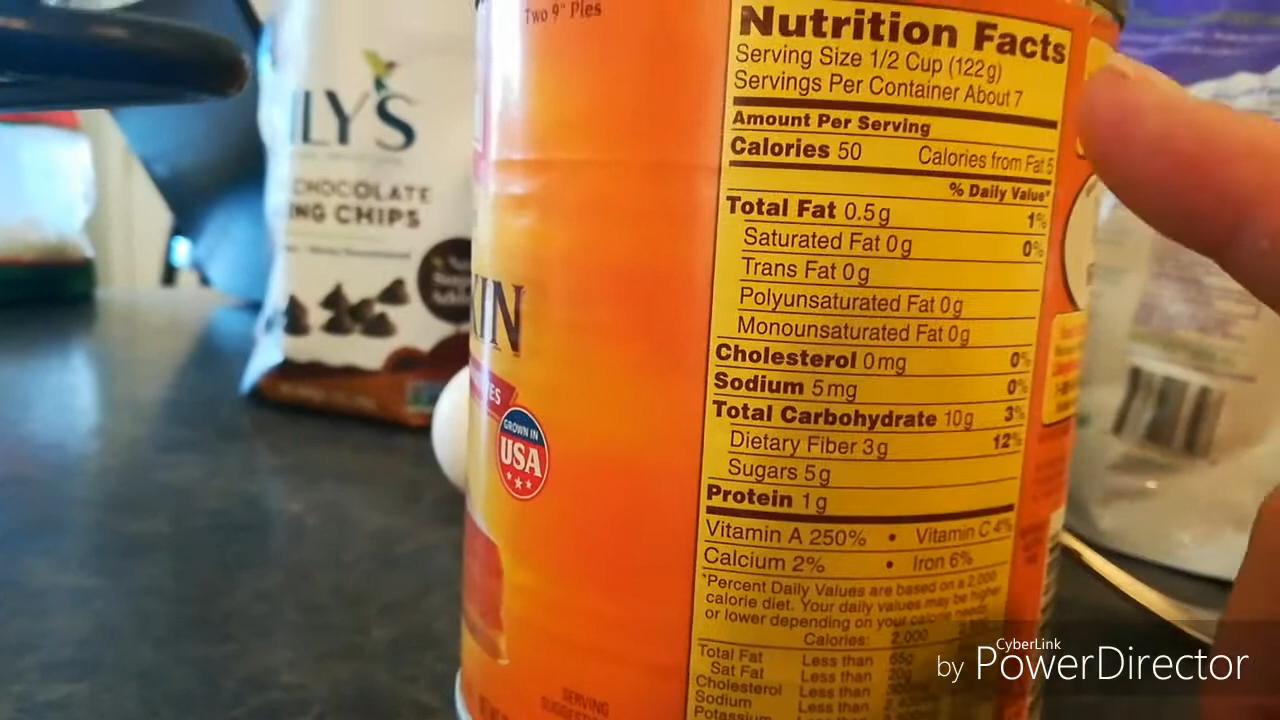 Two 9" Pies
LY'S
CHOCOLATE
NG CHIPS
KIN
ES
GROWN IN
USA
SERVING
Nutrition Facts
Serving Size 1/2 Cup (122g)
Servings Per Container About 7
Amount Per Serving
Calories 50 Calories from Fat 5
% Daily Value*
Total Fat 0.5g 1%
Saturated Fat 0g 0%
Trans Fat 0g
Polyunsaturated Fat 0g
Monounsaturated Fat 0g
Cholesterol 0mg 0%
Sodium 5mg 0%
Total Carbohydrate 10g 3%
Dietary Fiber 3g 12%
Sugars 5g
Protein 1g
Vitamin A 250% • Vitamin C 4%
Calcium 2% • Iron 6%
*Percent Daily Values are based on a 2,000
calorie diet. Your daily values may be higher
or lower depending on your calorie needs
Calories: 2,000
Total Fat Less than 65g
Sat Fat Less than 20g
Cholesterol Less than
Sodium Less than
Potassium
CyberLink
by PowerDirector